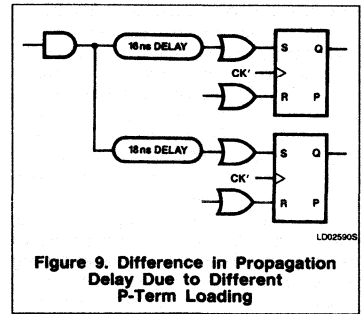 16ns DELAY
S Q
CK'
R P
18ns DELAY
S Q
CK'
R P
LD02590S
Figure 9. Difference in Propagation
Delay Due to Different
P-Term Loading